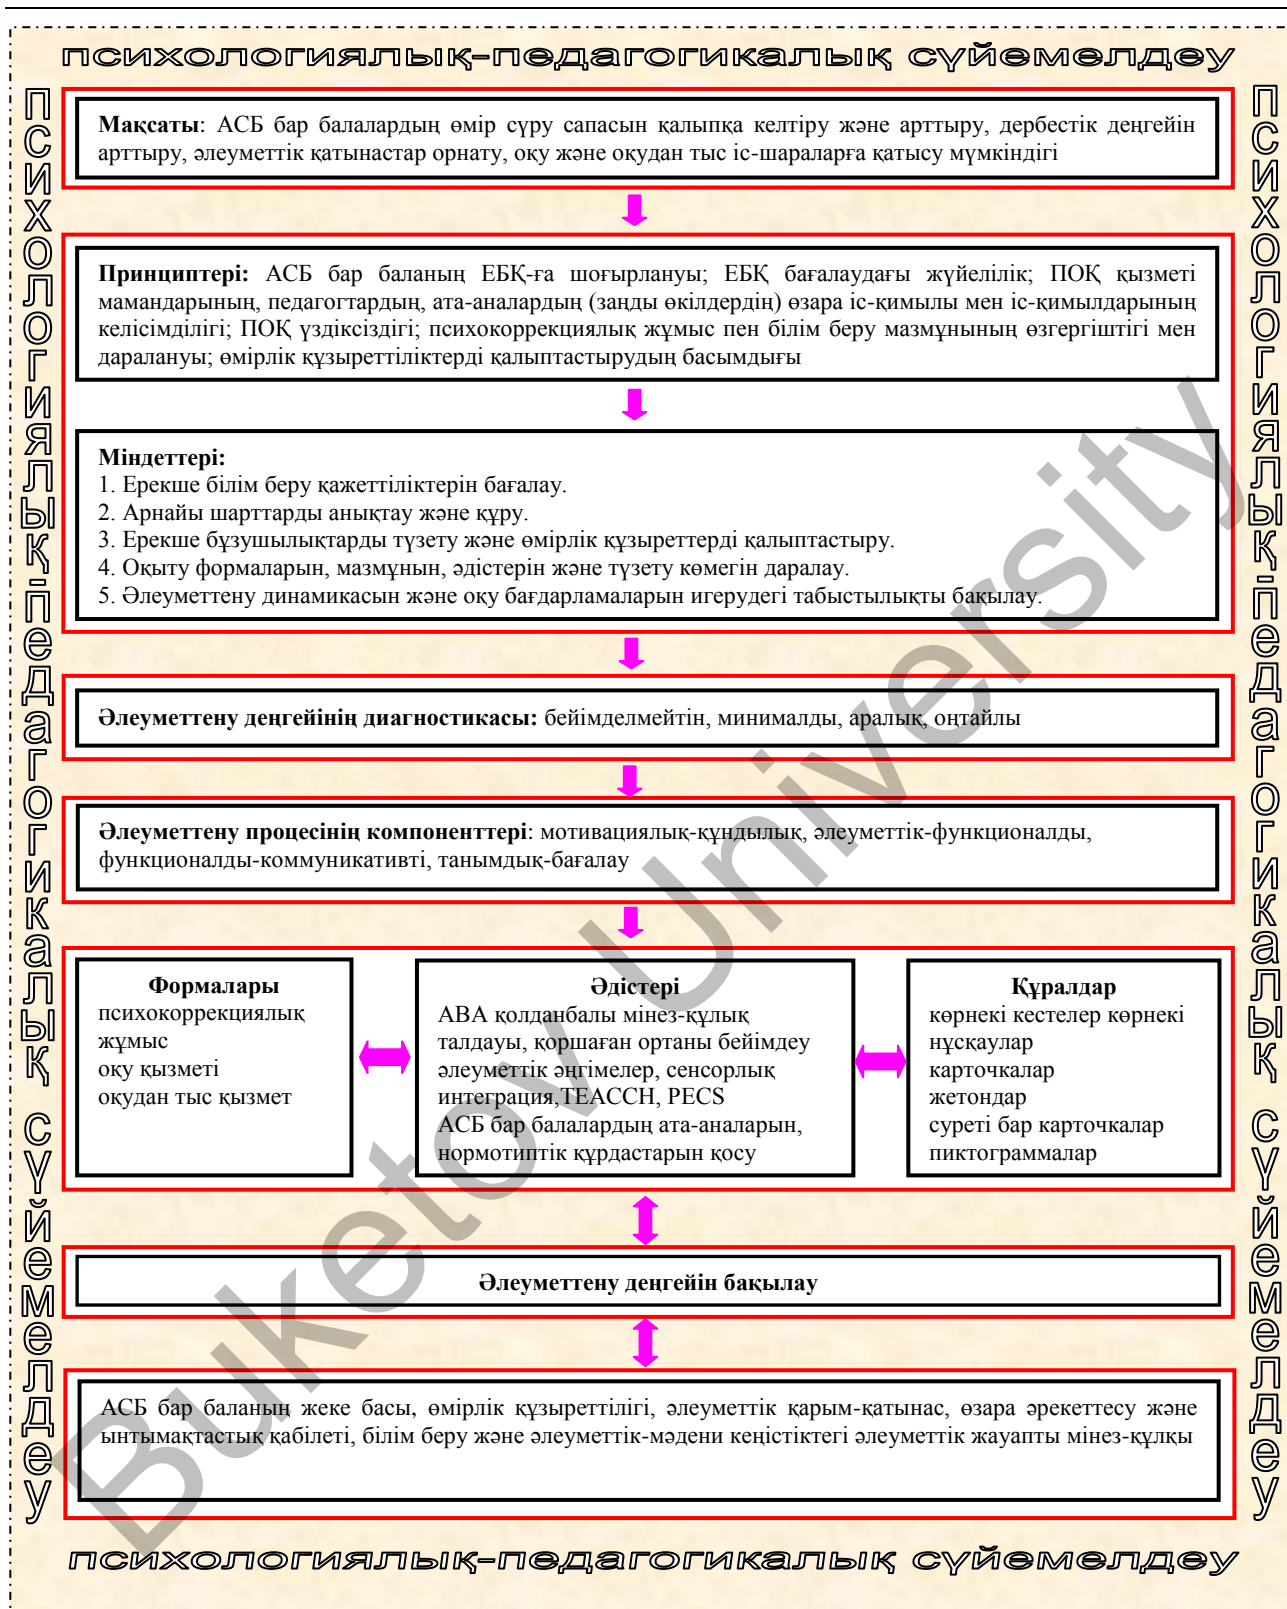 психологиялық-педагогикалық сүйемелдеу
психологиялық-педагогикалық сүйемелдеу
Мақсаты: АСБ бар балалардың өмір сүру сапасын қалыпқа келтіру және арттыру, дербестік деңгейін
арттыру, әлеуметтік қатынастар орнату, оқу және оқудан тыс іс-шараларға қатысу мүмкіндігі
Принциптері: АСБ бар баланың ЕБҚ-ға шоғырлануы; ЕБҚ бағалаудағы жүйелілік; ПОҚ қызметі
мамандарының, педагогтардың, ата-аналардың (заңды өкілдердің) өзара іс-қимылы мен іс-қимылдарының
келісімділігі; ПОҚ үздіксіздігі; психокоррекциялық жұмыс пен білім беру мазмұнының өзгергіштігі мен
даралануы; өмірлік құзыреттіліктерді қалыптастырудың басымдығы
Міндеттері:
1. Ерекше білім беру қажеттіліктерін бағалау.
2. Арнайы шарттарды анықтау және құру.
3. Ерекше бұзушылықтарды түзету және өмірлік құзыреттерді қалыптастыру.
4. Оқыту формаларын, мазмұнын, әдістерін және түзету көмегін даралау.
5. Әлеуметтену динамикасын және оқу бағдарламаларын игерудегі табыстылықты бақылау.
Әлеуметтену деңгейінің диагностикасы: бейімделмейтін, минималды, аралық, оңтайлы
Әлеуметтену процесінің компоненттері: мотивациялық-құндылық, әлеуметтік-функционалды,
функционалды-коммуникативті, танымдық-бағалау
Формалары
психокоррекциялық
жұмыс
оқу қызметі
оқудан тыс қызмет
Әдістері
АВА қолданбалы мінез-құлық
талдауы, қоршаған ортаны бейімдеу
әлеуметтік әңгімелер, сенсорлық
интеграция,TEACCH, PECS
АСБ бар балалардың ата-аналарын,
нормотиптік құрдастарын қосу
Құралдар
көрнекі кестелер көрнекі
нұсқаулар
карточкалар
жетондар
суреті бар карточкалар
пиктограммалар
Әлеуметтену деңгейін бақылау
АСБ бар баланың жеке басы, өмірлік құзыреттілігі, әлеуметтік қарым-қатынас, өзара әрекеттесу және
ынтымақтастық қабілеті, білім беру және әлеуметтік-мәдени кеңістіктегі әлеуметтік жауапты мінез-құлқы
психологиялық-педагогикалық сүйемелдеу
психологиялық-педагогикалық сүйемелдеу
Buketov University